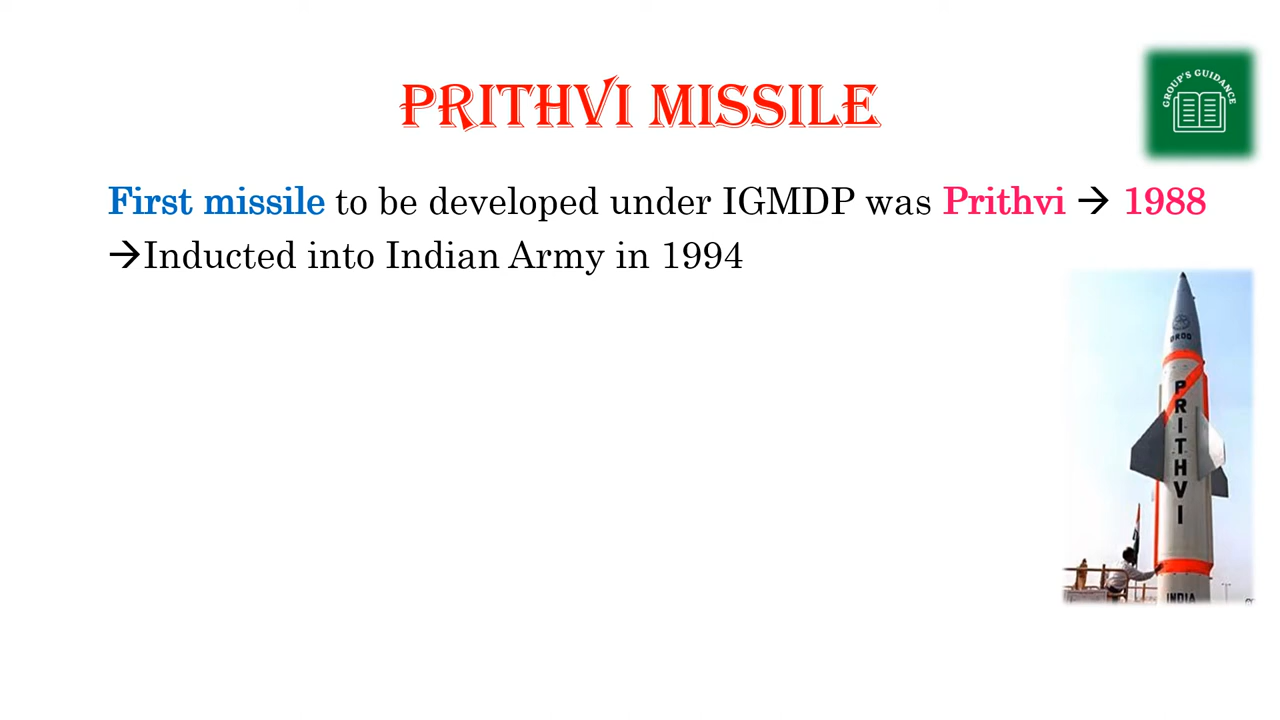 PRITHVI MISSILE
GROUP'S GUIDANCE
First missile to be developed under IGMDP was Prithvi → 1988
→Inducted into Indian Army in 1994
DRDO
PRITHVI
INDIA